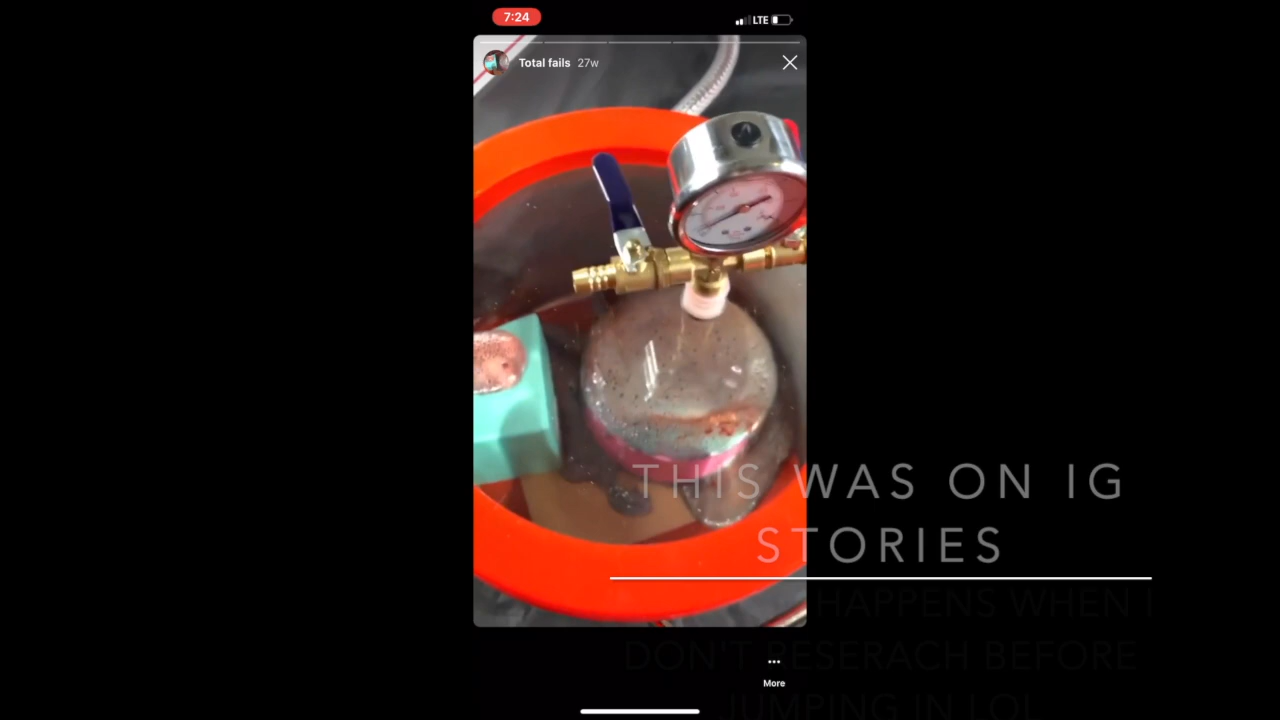 7:24
LTE
Total fails 27w
THIS WAS ON IG
STORIES
HAPPENS WHEN I
DON'T RESERACH BEFORE
JUMPING IN LOL
More